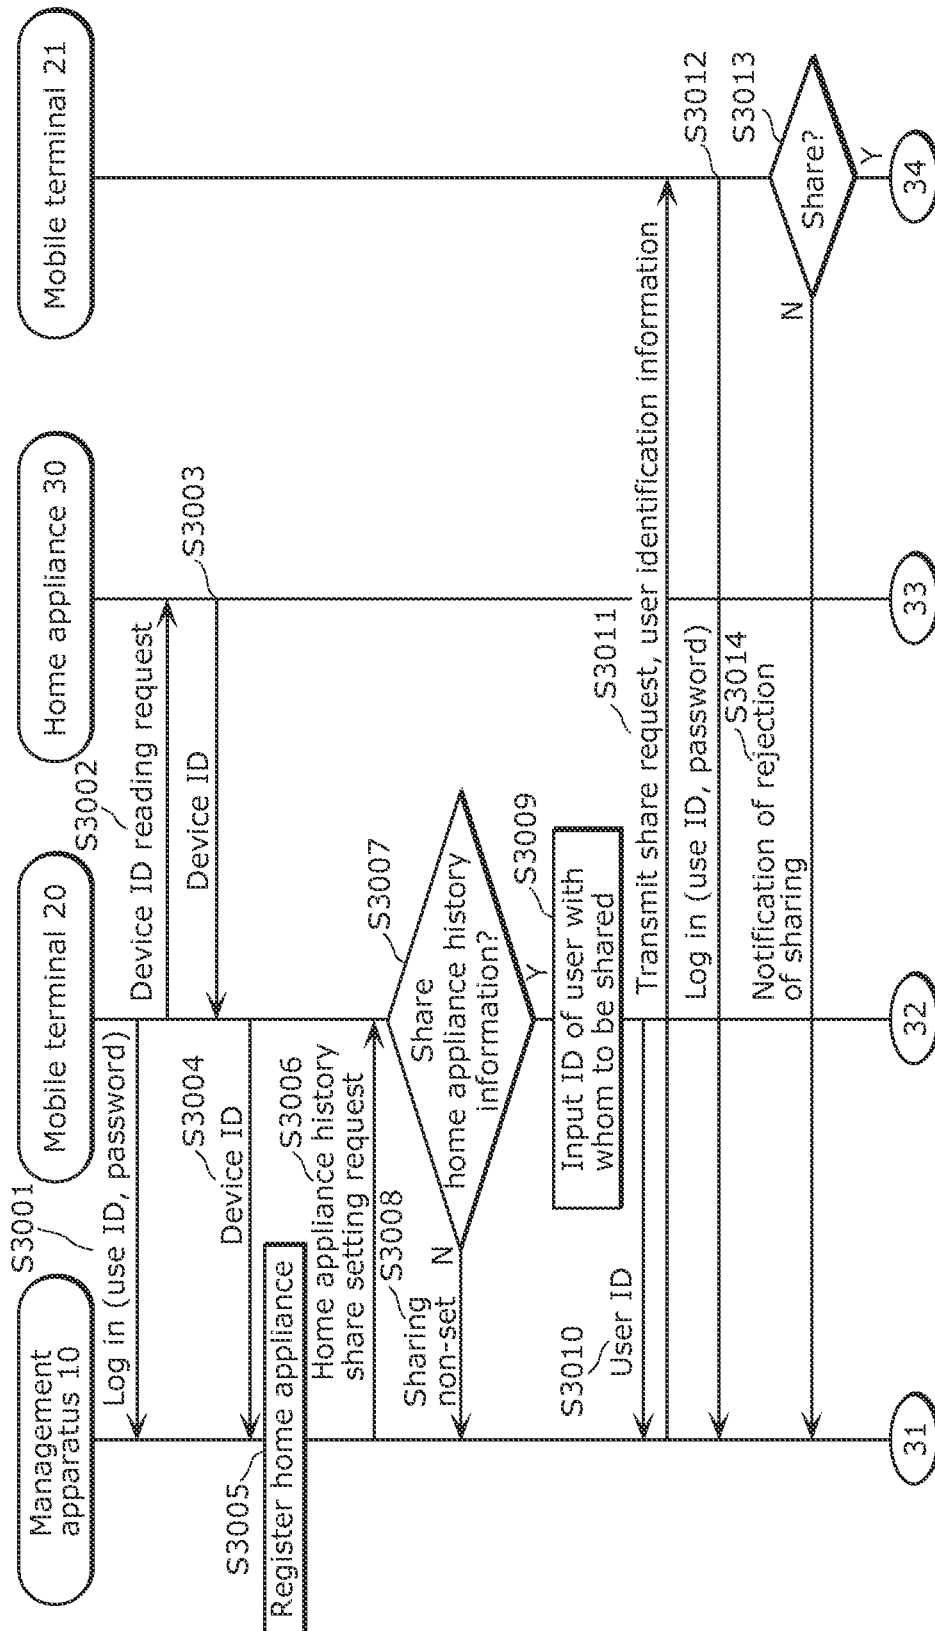 Management
apparatus 10
Mobile terminal 20
Home appliance 30
Mobile terminal 21
S3001
Log in (use ID, password)
S3002
Device ID reading request
S3003
Device ID
S3004
Device ID
S3005
Register home appliance
S3006
Home appliance history
share setting request
S3007
Share
home appliance history
information?
S3008
Sharing
non-set
N
Y
S3009
Input ID of user with
whom to be shared
S3010
User ID
S3011
Transmit share request, user identification information
S3012
Log in (use ID, password)
S3013
Share?
N
Y
S3014
Notification of rejection
of sharing
31
32
33
34